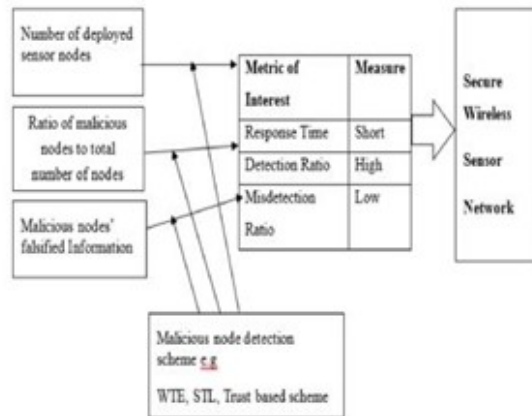 Number of deployed
sensor nodes
Ratio of malicious
nodes to total
number of nodes
Malicious nodes'
falsified Information
Metric of Interest Measure
Response Time Short
Detection Ratio High
Misdetection Ratio Low
Secure
Wireless
Sensor
Network
Malicious node detection
scheme e.g
WTE, STL, Trust based scheme